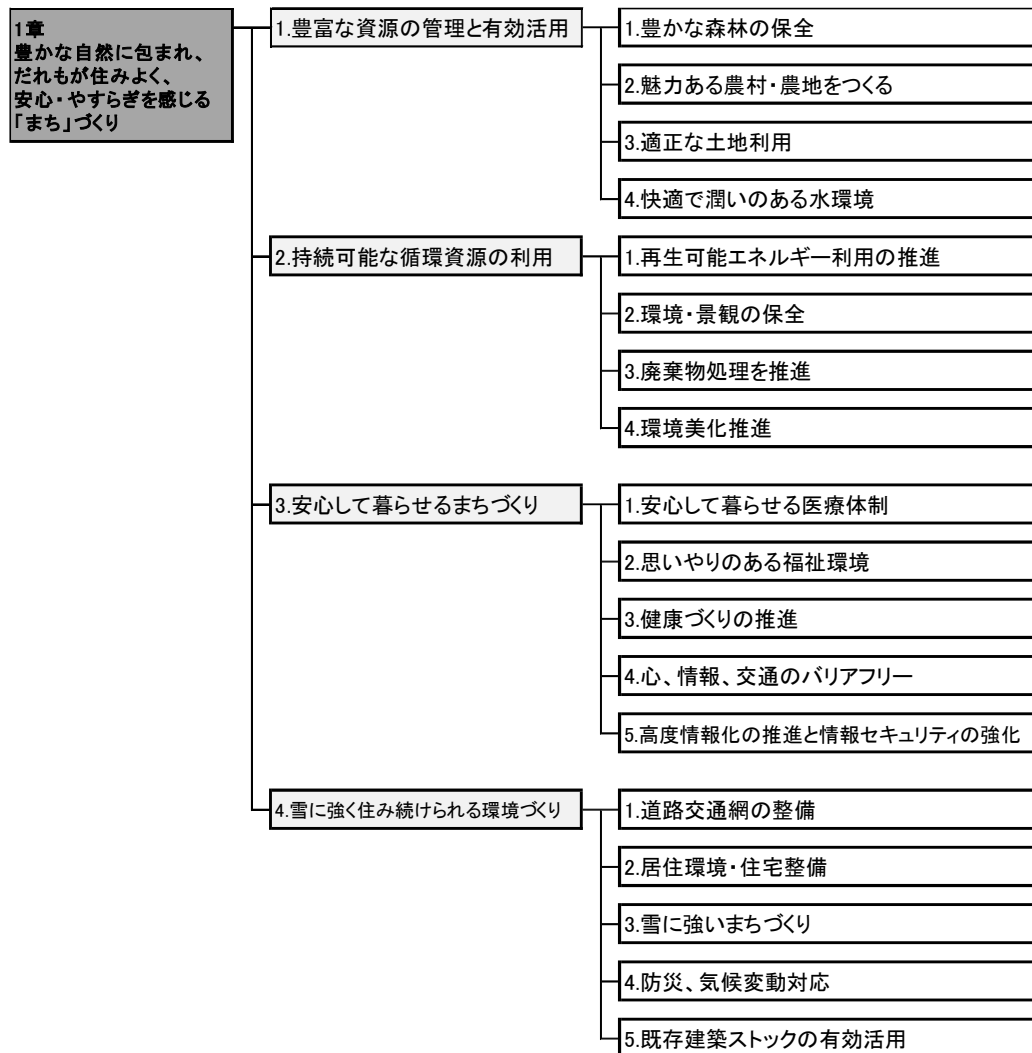 1章
豊かな自然に包まれ、
だれもが住みよく、
安心・やすらぎを感じる
「まち」づくり
1.豊富な資源の管理と有効活用
1.豊かな森林の保全
2.魅力ある農村・農地をつくる
3.適正な土地利用
4.快適で潤いのある水環境
2.持続可能な循環資源の利用
1.再生可能エネルギー利用の推進
2.環境・景観の保全
3.廃棄物処理を推進
4.環境美化推進
3.安心して暮らせるまちづくり
1.安心して暮らせる医療体制
2.思いやりのある福祉環境
3.健康づくりの推進
4.心、情報、交通のバリアフリー
5.高度情報化の推進と情報セキュリティの強化
4.雪に強く住み続けられる環境づくり
1.道路交通網の整備
2.居住環境・住宅整備
3.雪に強いまちづくり
4.防災、気候変動対応
5.既存建築ストックの有効活用